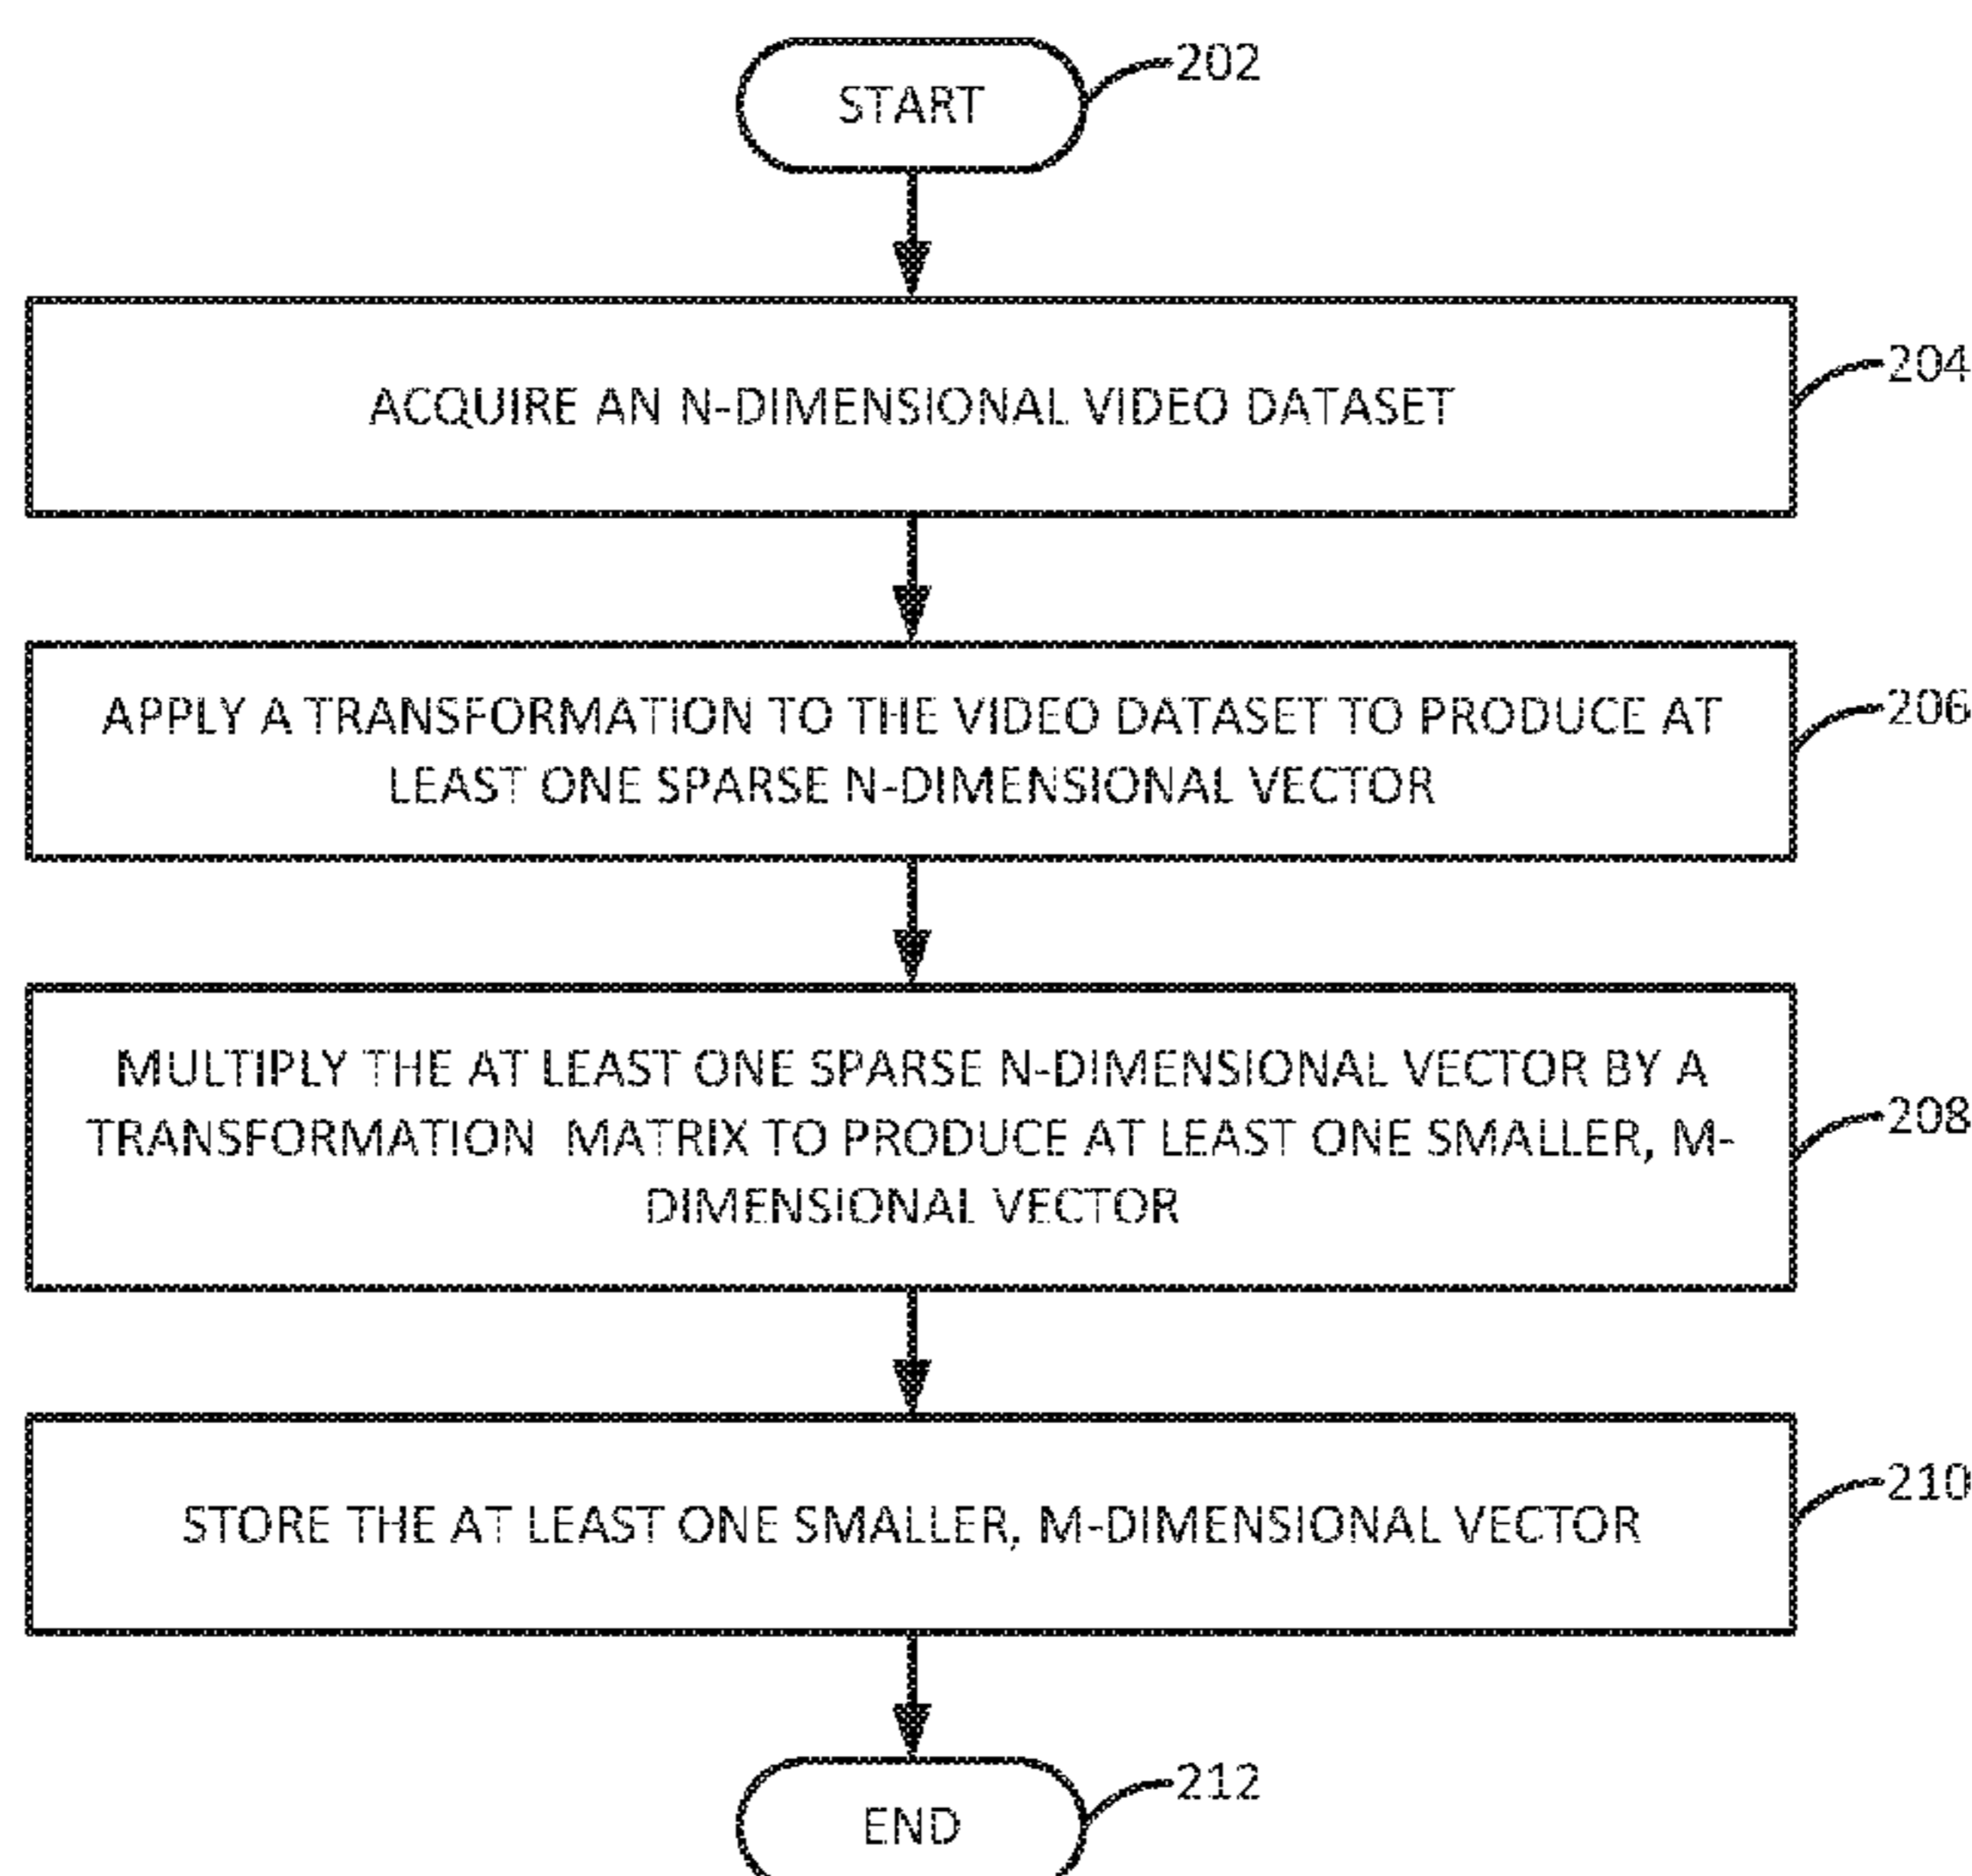 START
202
ACQUIRE AN N-DIMENSIONAL VIDEO DATASET
204
APPLY A TRANSFORMATION TO THE VIDEO DATASET TO PRODUCE AT
LEAST ONE SPARSE N-DIMENSIONAL VECTOR
206
MULTIPLY THE AT LEAST ONE SPARSE N-DIMENSIONAL VECTOR BY A
TRANSFORMATION MATRIX TO PRODUCE AT LEAST ONE SMALLER, M-
DIMENSIONAL VECTOR
208
STORE THE AT LEAST ONE SMALLER, M-DIMENSIONAL VECTOR
210
END
212